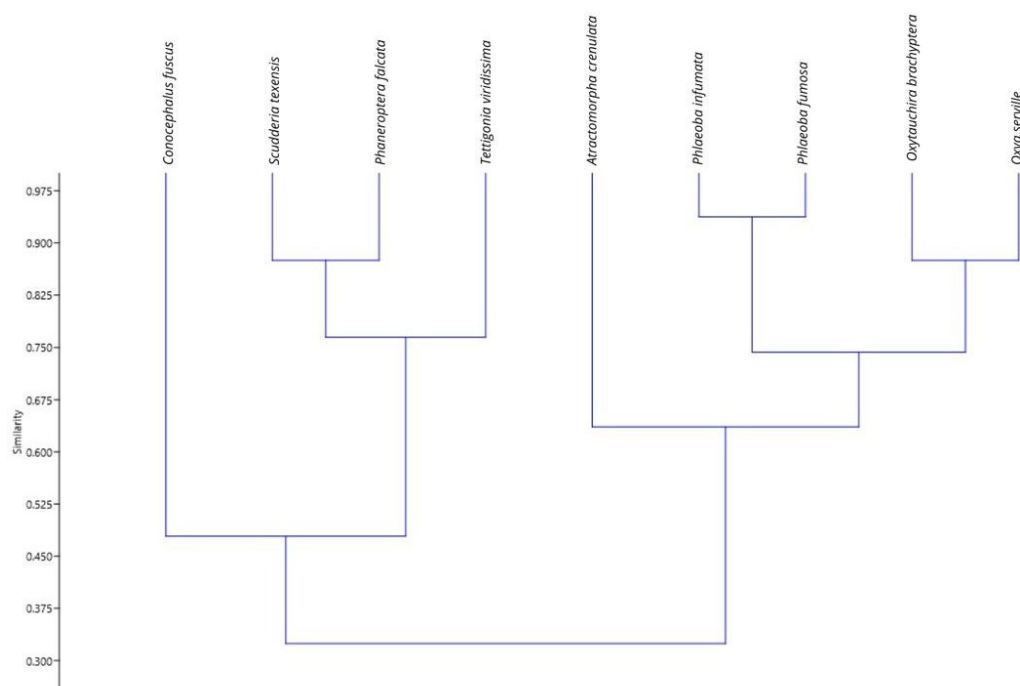 Conocephalus fuscus
Scudderia texensis
Phaneroptera falcata
Tettigonia viridissima
Atractomorpha crenulata
Phlaeoba infumata
Phlaeoba fumosa
Oxytauchira brachyptera
Oxya serville
Similarity
0.975
0.900
0.825
0.750
0.675
0.600
0.525
0.450
0.375
0.300